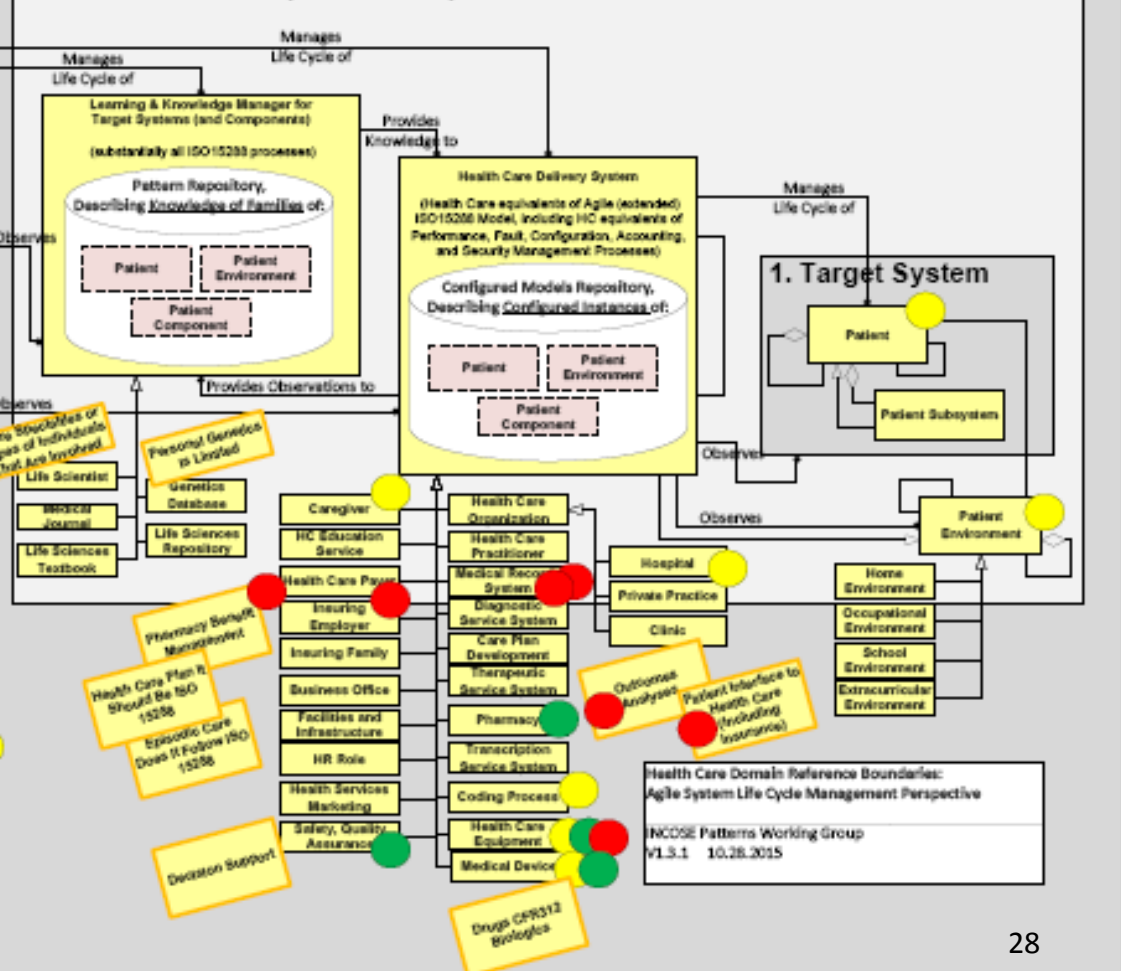 Manages
Life Cycle of
Manages
Life Cycle of
Learning & Knowledge Manager for
Target Systems (and Components)
(substantially all ISO15288 processes)
Pattern Repository,
Describing Knowledge of Families of:
Patient
Patient
Environment
Patient
Component
Provides
Knowledge to
Health Care Delivery System
(Health Care equivalents of Agile (extended)
ISO15288 Model, including HC equivalents of
Performance, Fault, Configuration, Accounting,
and Security Management Processes)
Configured Models Repository,
Describing Configured Instances of:
Patient
Patient
Environment
Patient
Component
Manages
Life Cycle of
1. Target System
Patient
Patient Subsystem
Observes
Provides Observations to
Observes
Observes
Observes
Patient
Environment
of Individuals
Are Involved
Personal Genetics
is Limited
Life Scientist
Medical
Journal
Life Sciences
Textbook
Genetics
Database
Life Sciences
Repository
Caregiver
HC Education
Service
Health Care Payer
Insuring
Employer
Insuring Family
Business Office
Facilities and
Infrastructure
HR Role
Health Services
Marketing
Safety, Quality
Assurance
Health Care
Organization
Health Care
Practitioner
Medical Record
System
Diagnostic
Service System
Care Plan
Development
Therapeutic
Service System
Pharmacy
Transcription
Service System
Coding Process
Health Care
Equipment
Medical Device
Hospital
Private Practice
Clinic
Home
Environment
Occupational
Environment
School
Environment
Extracurricular
Environment
Pharmacy Benefit
Management
Health Care Plan
Should Be ISO
15288
Episodic Care
Does It Follow ISO
15288
Decision Support
Outcomes
Analyses
Patient Interface to
Health Care
(Including
Insurance)
Drugs CFR312
Biologics
Health Care Domain Reference Boundaries:
Agile System Life Cycle Management Perspective
INCOSE Patterns Working Group
V1.3.1 10.28.2015
28